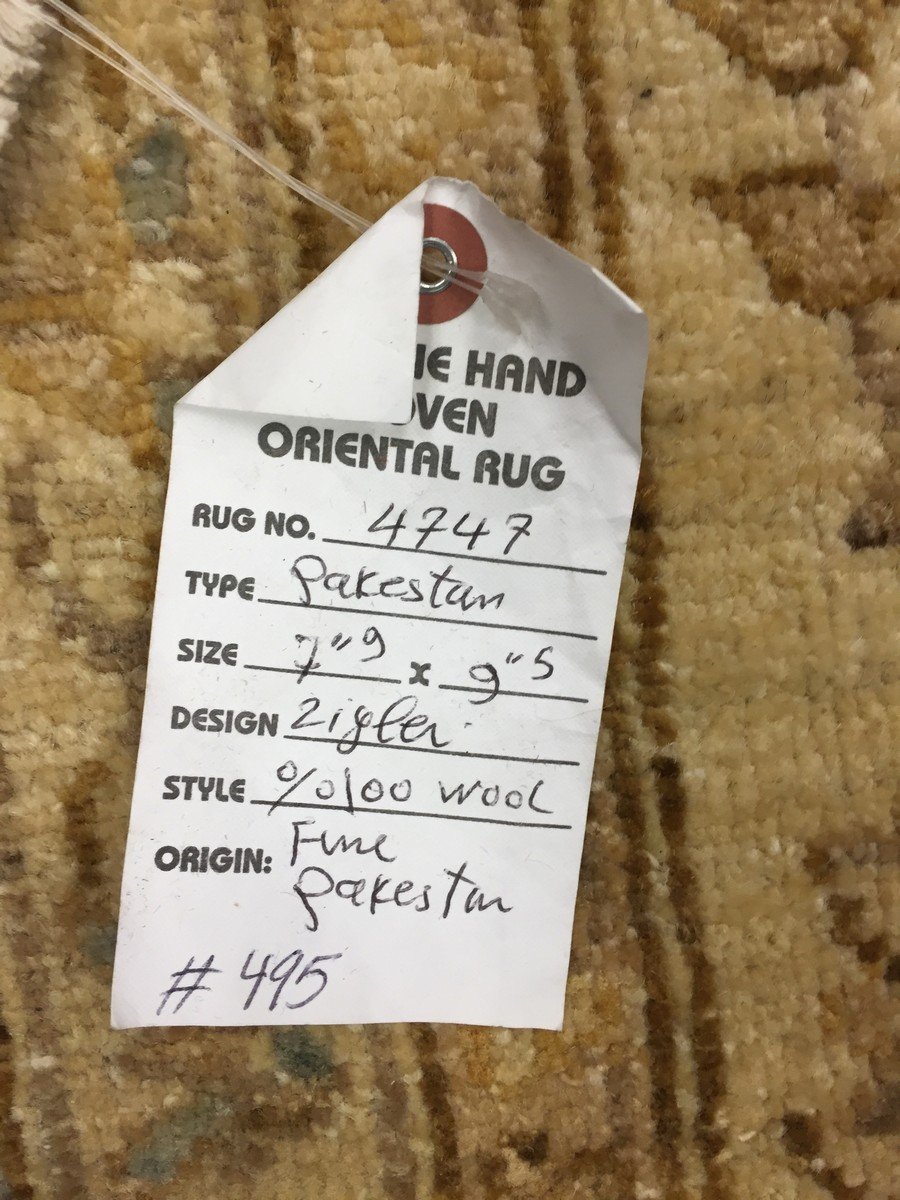 HAND
ORIENTAL RUG
RUG NO. 4747
TYPE Pakestan
SIZE 7"9 x 9"5
DESIGN Zigler
STYLE %100 wool
ORIGIN: Fine
Pakestan
# 495